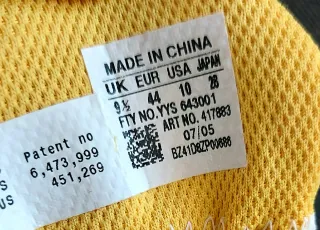 MADE IN CHINA
UK EUR USA JAPAN
9½ 44 10 28
FTY NO.YYS 643001
ART NO. 417883
07/05
BZ41D8ZP00686
Patent no
6,473,999
S 451,269
US